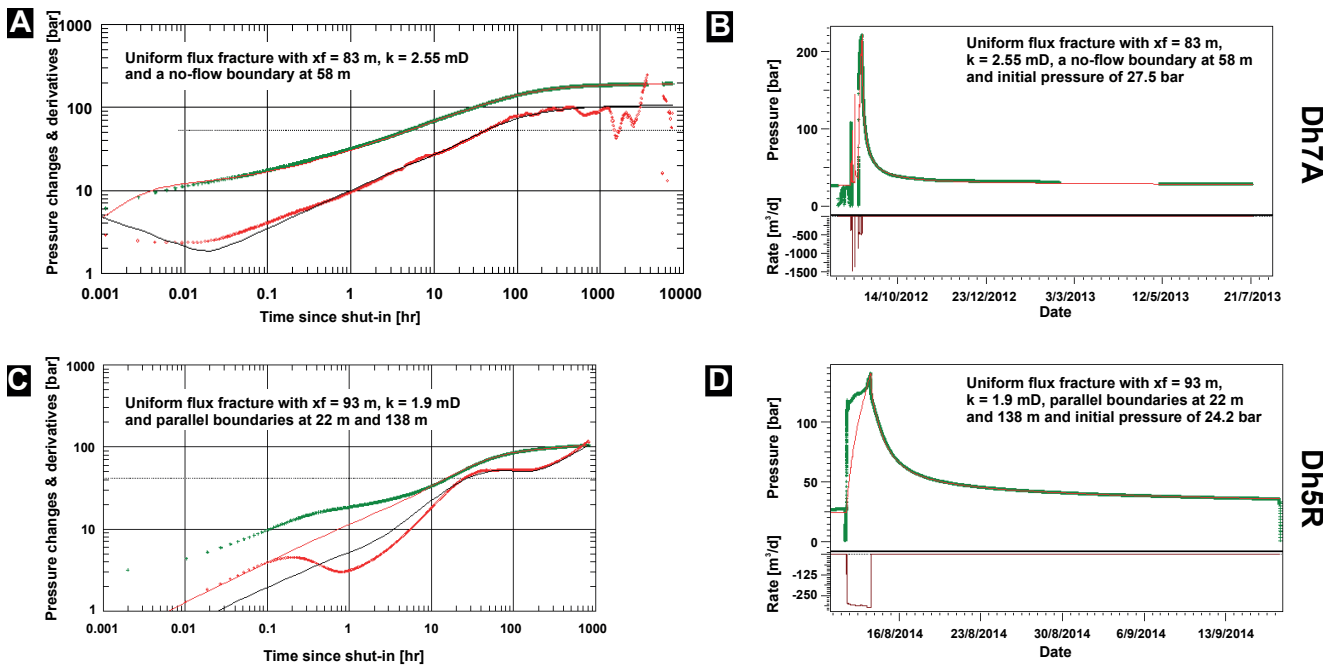 A
Pressure changes & derivatives [bar]
1000
100
10
1
Uniform flux fracture with xf = 83 m, k = 2.55 mD
and a no-flow boundary at 58 m
0.001 0.01 0.1 1 10 100 1000 10000
Time since shut-in [hr]
B
Pressure [bar]
200
100
0
Uniform flux fracture with xf = 83 m,
k = 2.55 mD, a no-flow boundary at 58 m
and initial pressure of 27.5 bar
Rate [m³/d]
-500
-1000
-1500
14/10/2012 23/12/2012 3/3/2013 12/5/2013 21/7/2013
Date
Dh7A
C
Pressure changes & derivatives [bar]
1000
100
10
1
Uniform flux fracture with xf = 93 m, k = 1.9 mD
and parallel boundaries at 22 m and 138 m
0.001 0.01 0.1 1 10 100 1000
Time since shut-in [hr]
D
Pressure [bar]
100
50
0
Uniform flux fracture with xf = 93 m,
k = 1.9 mD, parallel boundaries at 22 m
and 138 m and initial pressure of 24.2 bar
Rate [m³/d]
-125
-250
16/8/2014 23/8/2014 30/8/2014 6/9/2014 13/9/2014
Date
Dh5R